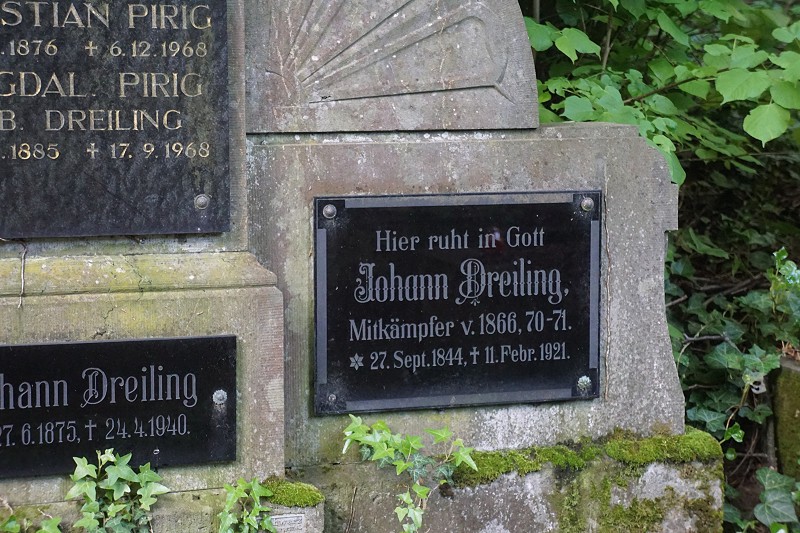 STIAN PIRIG
1876 † 6.12.1968
GDAL. PIRIG
B. DREILING
1885 † 17.9.1968
Hier ruht in Gott
Johann Dreiling,
Mitkämpfer v. 1866, 70-71.
* 27. Sept. 1844, † 11. Febr. 1921.
ohann Dreiling
27. 6. 1875, † 24. 4. 1940.